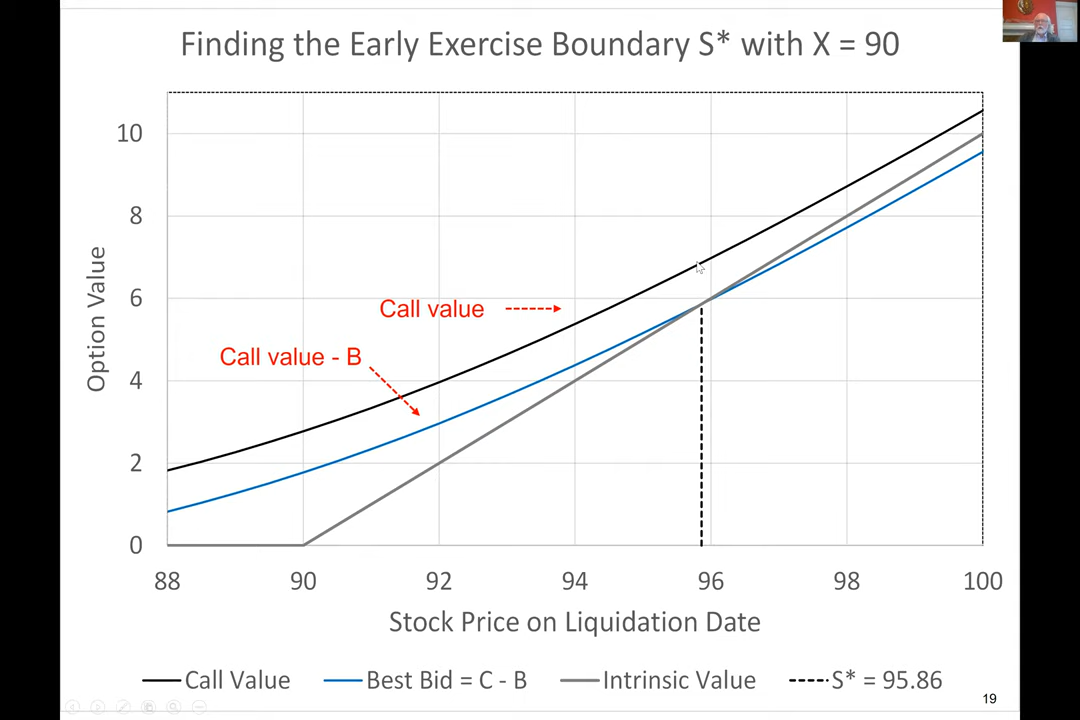 Finding the Early Exercise Boundary S* with X = 90
Option Value
10
8
6
4
2
0
Call value
Call value - B
88 90 92 94 96 98 100
Stock Price on Liquidation Date
Call Value Best Bid = C - B Intrinsic Value S* = 95.86
19